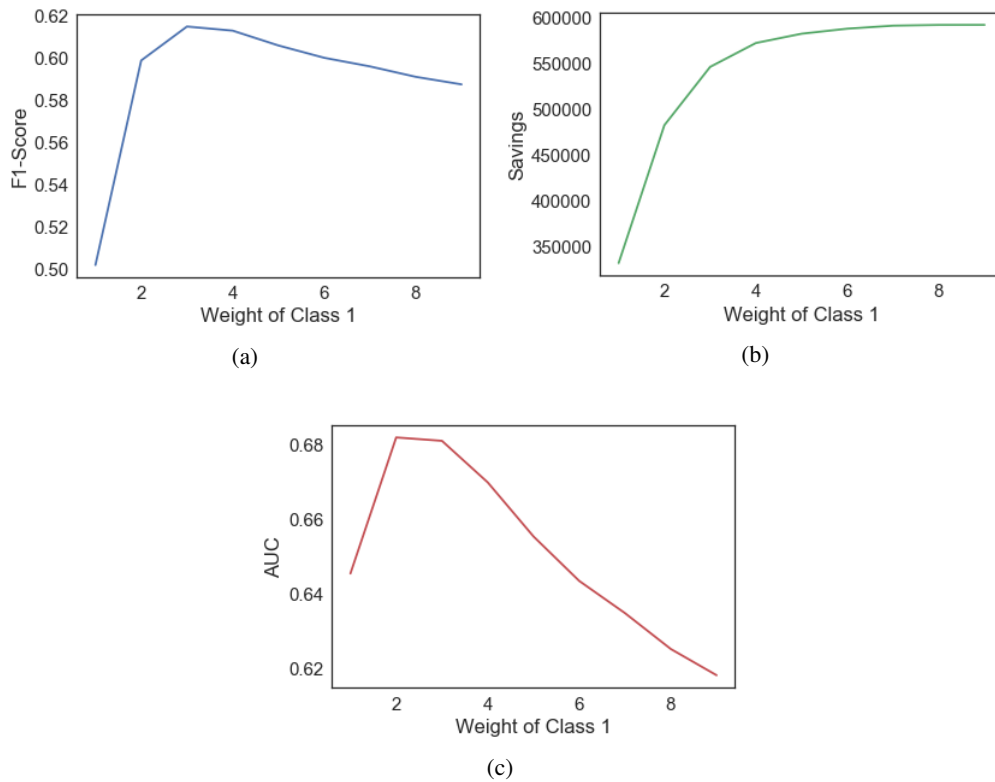 0.62
0.60
0.58
0.56
0.54
0.52
0.50
F1-Score
2 4 6 8
Weight of Class 1
(a)
600000
550000
500000
450000
400000
350000
Savings
2 4 6 8
Weight of Class 1
(b)
0.68
0.66
0.64
0.62
AUC
2 4 6 8
Weight of Class 1
(c)